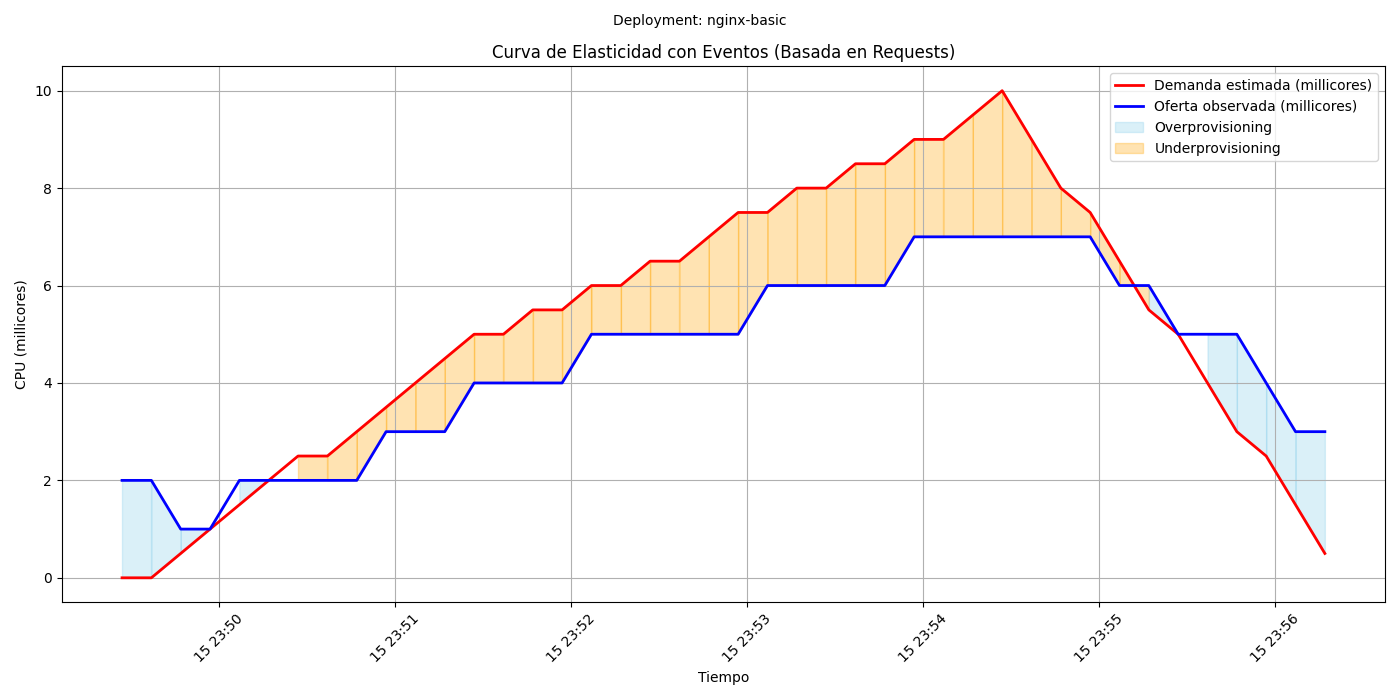 Deployment: nginx-basic
Curva de Elasticidad con Eventos (Basada en Requests)
Demanda estimada (millicores)
Oferta observada (millicores)
Overprovisioning
Underprovisioning
CPU (millicores)
10
8
6
4
2
0
15 23:50
15 23:51
15 23:52
15 23:53
15 23:54
15 23:55
15 23:56
Tiempo